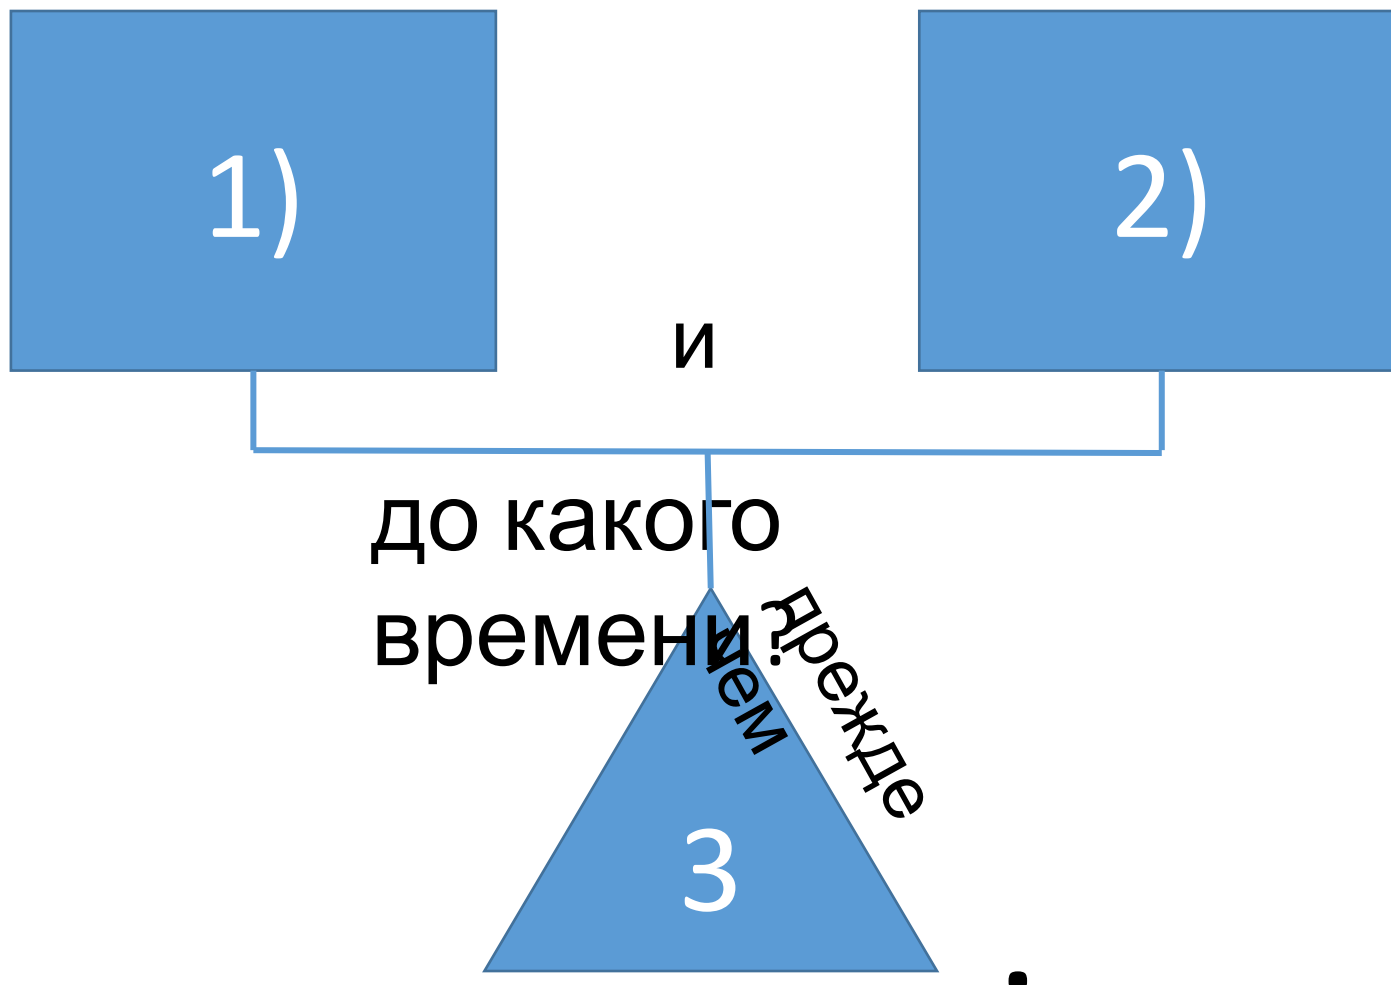 1)
2)
и
до какого
времени?
прежде
чем
3